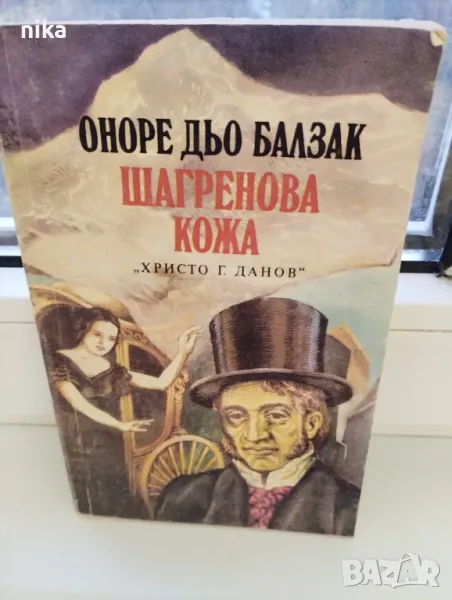 nika
ОНОРЕ ДЬО БАЛЗАК
ШАГРЕНОВА
КОЖА
„ХРИСТО Г. ДАНОВ“
BAZAR